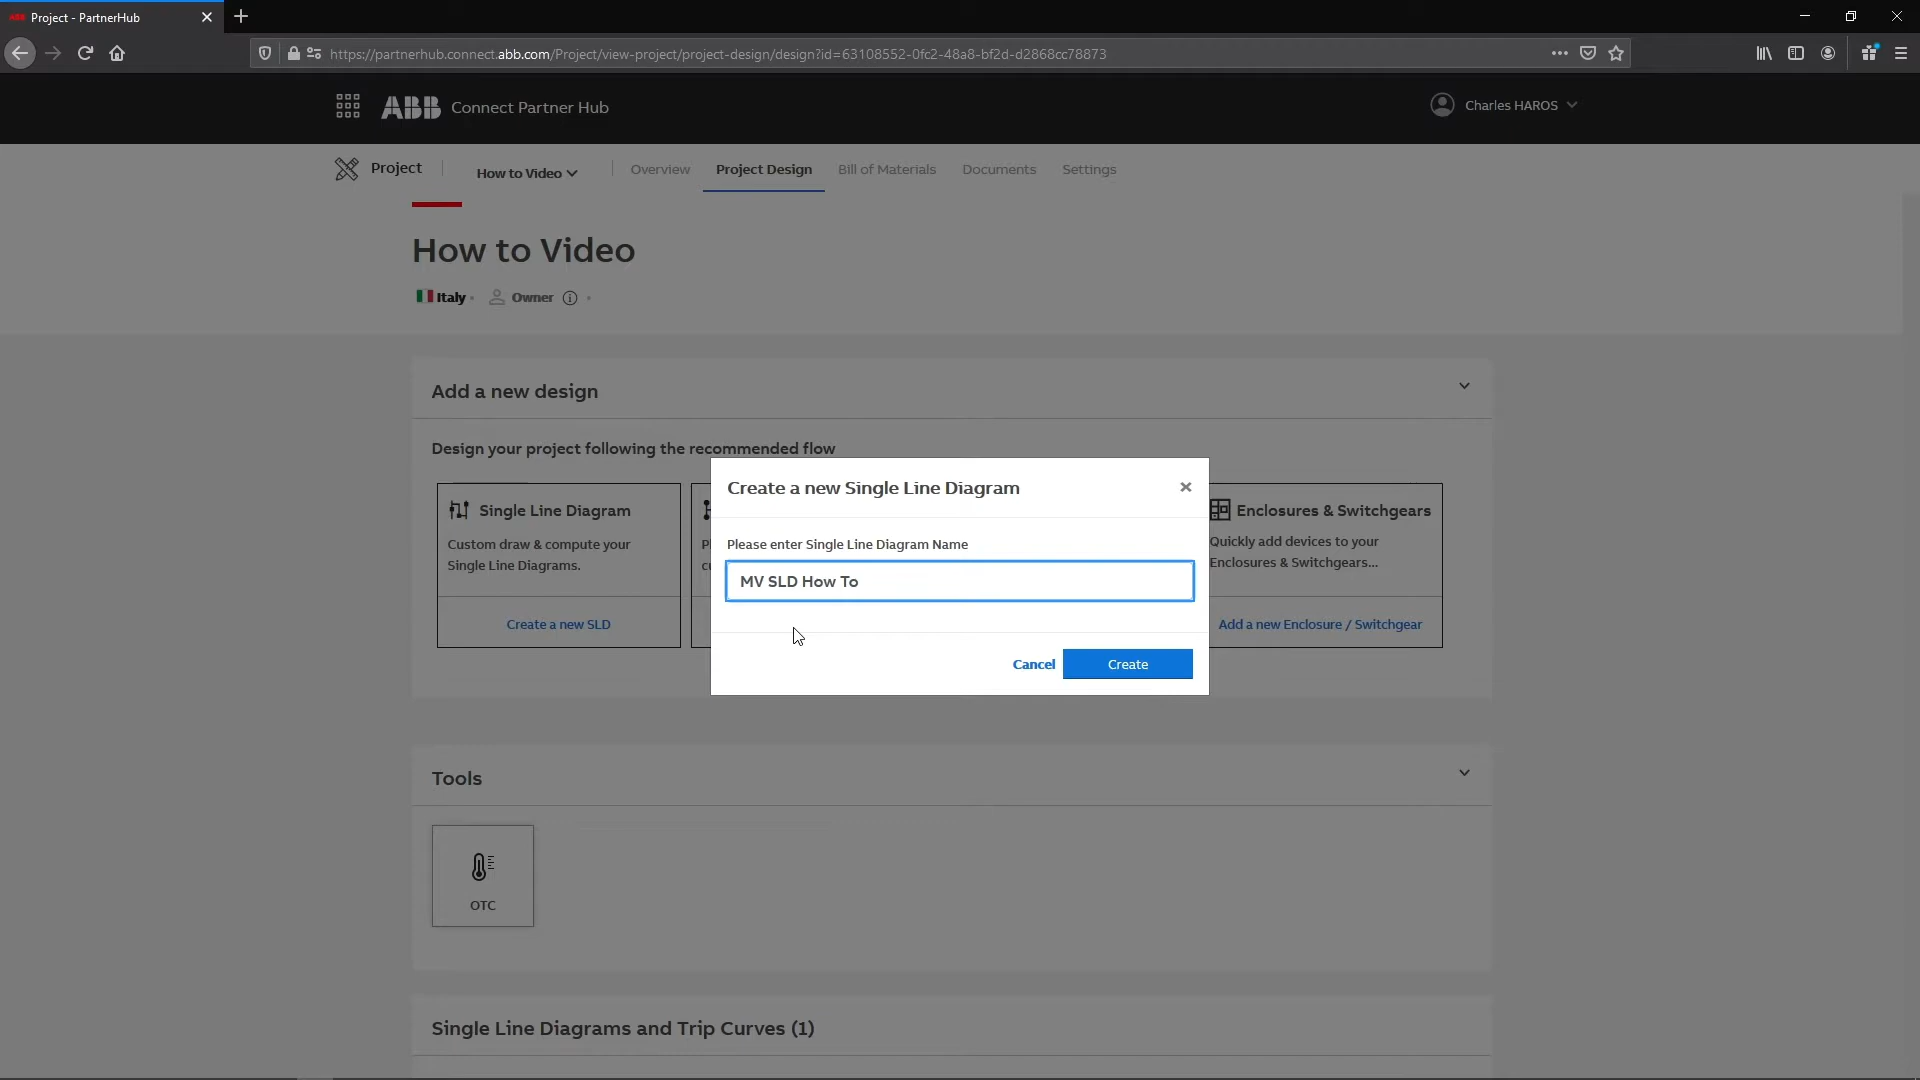 ABB Project - PartnerHub
https://partnerhub.connect.abb.com/Project/view-project/project-design/design?id=63108552-0fc2-48a8-bf2d-d2868cc78873
ABB Connect Partner Hub
Charles HAROS
Project
How to Video
Overview
Project Design
Bill of Materials
Documents
Settings
How to Video
Italy
Owner
Add a new design
Design your project following the recommended flow
Single Line Diagram
Custom draw & compute your
Single Line Diagrams.
Create a new SLD
Enclosures & Switchgears
Quickly add devices to your
Enclosures & Switchgears...
Add a new Enclosure / Switchgear
Create a new Single Line Diagram
Please enter Single Line Diagram Name
MV SLD How To
Cancel
Create
Tools
OTC
Single Line Diagrams and Trip Curves (1)